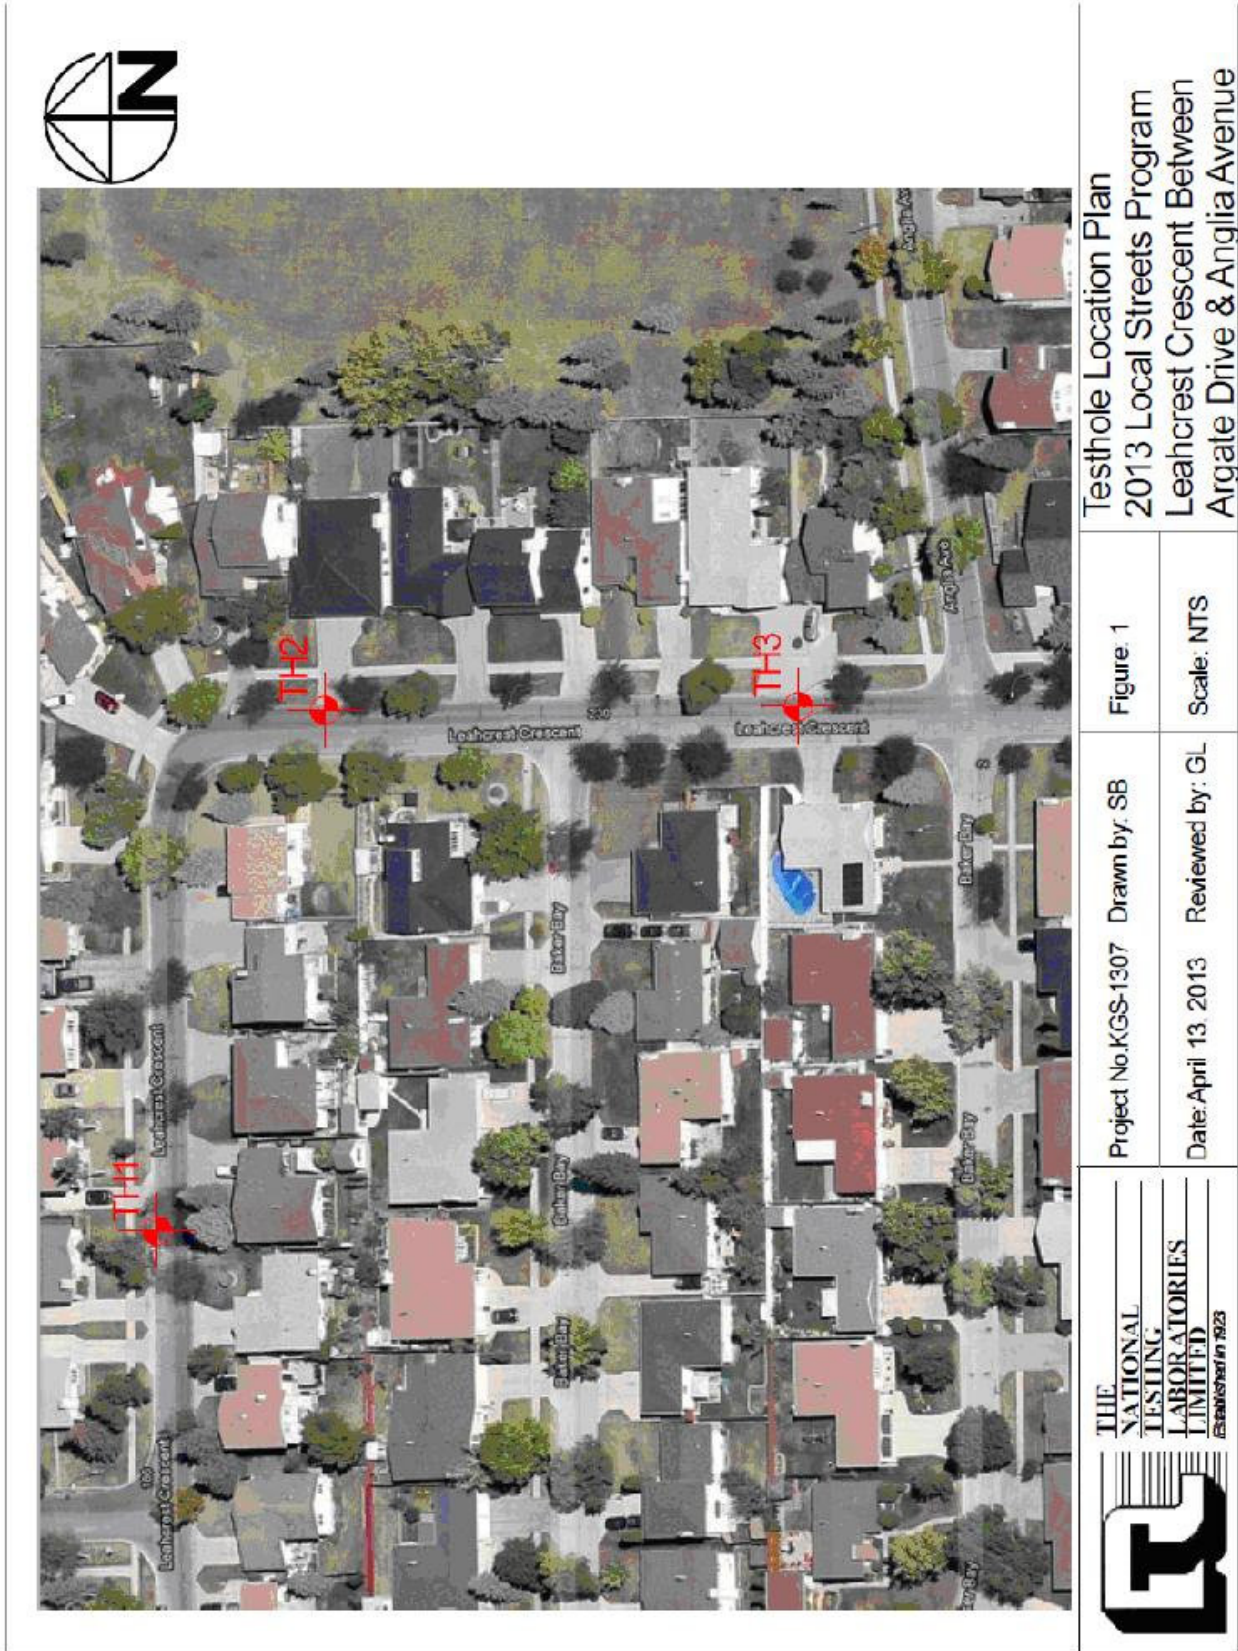 N
TH1
TH2
TH3
Leahcrest Crescent
Leahcrest Crescent
Leahcrest Crescent
Leahcrest Crescent
Baker Bay
Baker Bay
Baker Bay
Baker Bay
Baker Bay
Anglia Ave
THE
NATIONAL
TESTING
LABORATORIES
LIMITED
Established in 1923
Project No.KGS-1307 Drawn by: SB
Date:April 13, 2013 Reviewed by: GL
Figure: 1
Scale: NTS
Testhole Location Plan
2013 Local Streets Program
Leahcrest Crescent Between
Argate Drive & Anglia Avenue